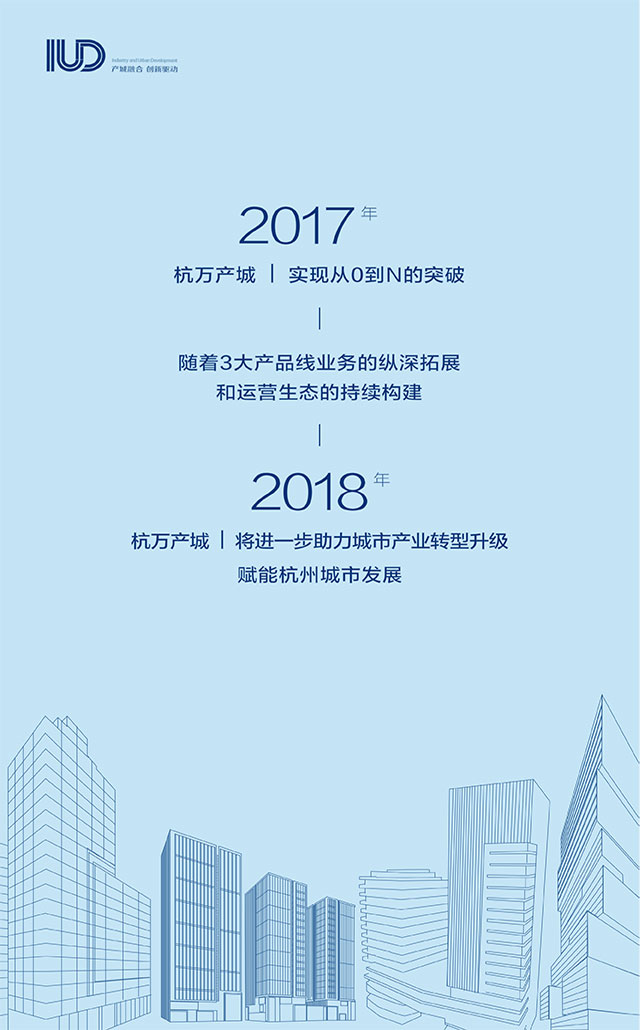 IUD
Industry and Urban Development
产城融合 创新驱动
2017年
杭万产城 | 实现从0到N的突破
随着3大产品线业务的纵深拓展
和运营生态的持续构建
2018年
杭万产城 | 将进一步助力城市产业转型升级
赋能杭州城市发展